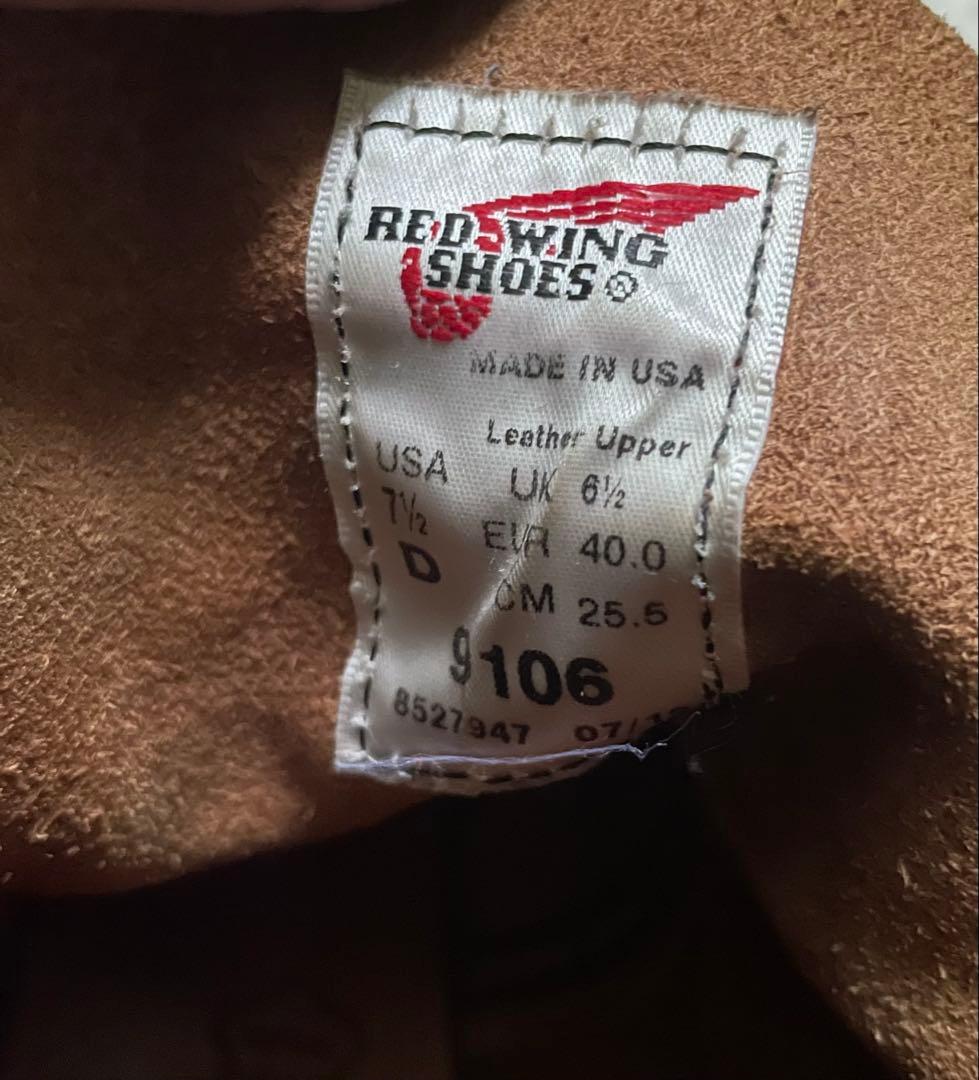 RED WING
SHOES®
MADE IN USA
Leather Upper
USA UK 6½
7½ EUR 40.0
D CM 25.5
9106
8527947 07/